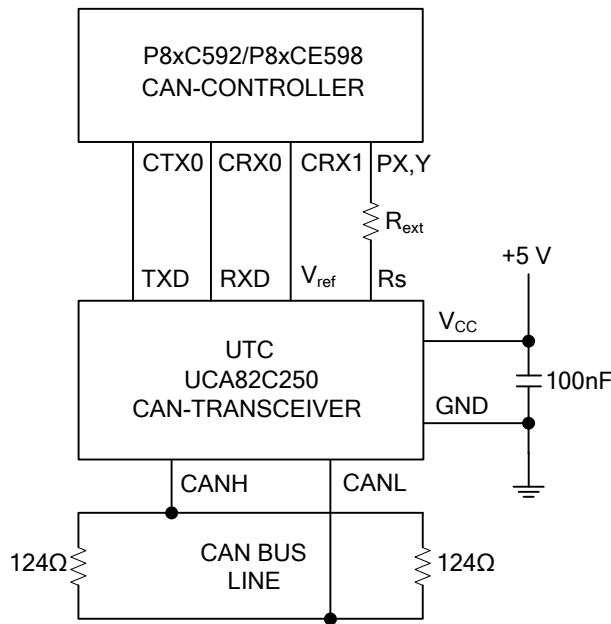 P8xC592/P8xCE598
CAN-CONTROLLER
CTX0 CRX0 CRX1 PX,Y
Rext
+5 V
TXD RXD Vref Rs
VCC
UTC
UCA82C250
CAN-TRANSCEIVER
100nF
GND
CANH CANL
124Ω CAN BUS LINE 124Ω